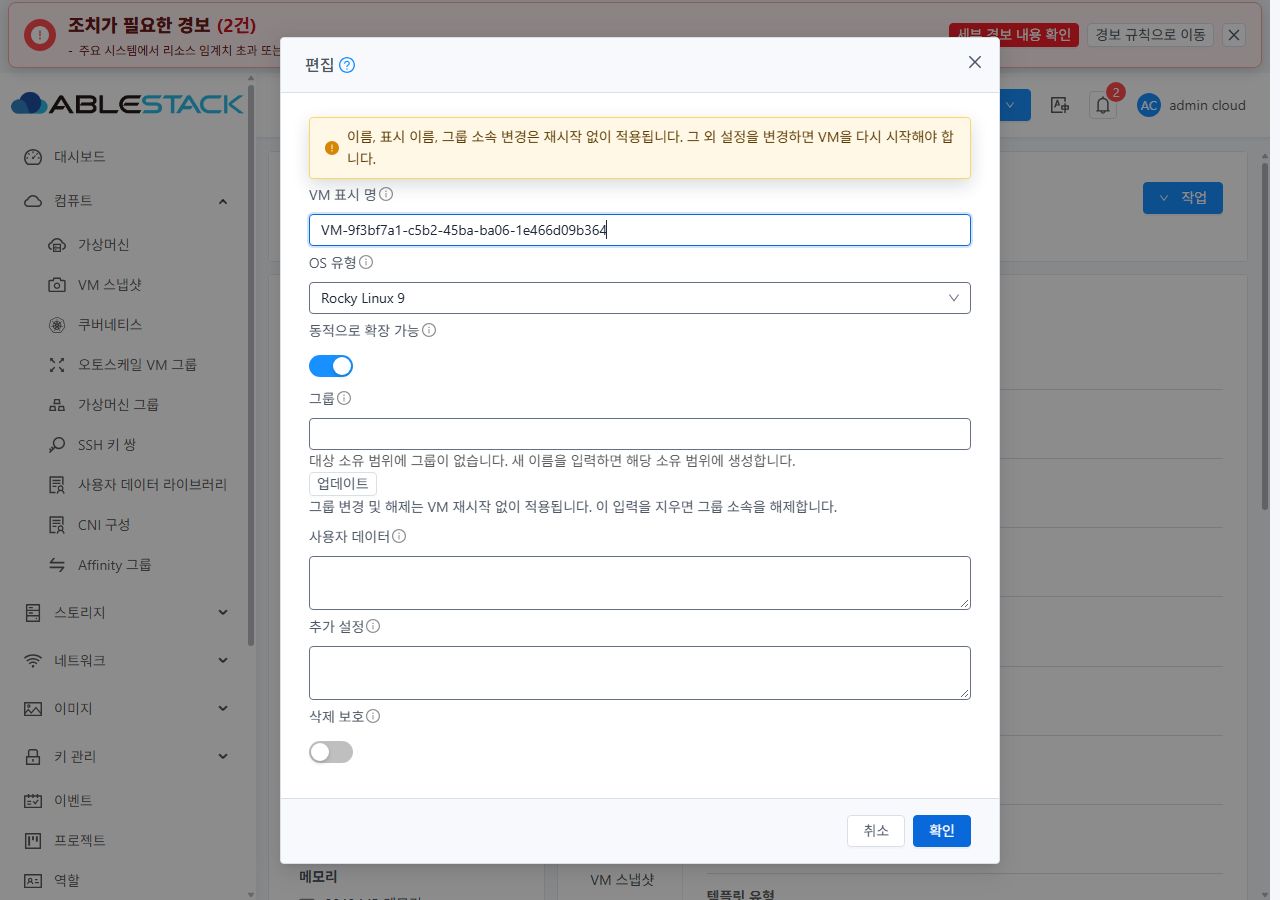 조치가 필요한 경보 (2건)
- 주요 시스템에서 리소스 임계치 초과 또는
세부 경보 내용 확인
경보 규칙으로 이동
ABLESTACK
2
AC
admin cloud
대시보드
컴퓨트
가상머신
VM 스냅샷
쿠버네티스
오토스케일 VM 그룹
가상머신 그룹
SSH 키 쌍
사용자 데이터 라이브러리
CNI 구성
Affinity 그룹
스토리지
네트워크
이미지
키 관리
이벤트
프로젝트
역할
작업
편집
이름, 표시 이름, 그룹 소속 변경은 재시작 없이 적용됩니다. 그 외 설정을 변경하면 VM을 다시 시작해야 합
니다.
VM 표시 명
VM-9f3bf7a1-c5b2-45ba-ba06-1e466d09b364
OS 유형
Rocky Linux 9
동적으로 확장 가능
그룹
대상 소유 범위에 그룹이 없습니다. 새 이름을 입력하면 해당 소유 범위에 생성합니다.
업데이트
그룹 변경 및 해제는 VM 재시작 없이 적용됩니다. 이 입력을 지우면 그룹 소속을 해제합니다.
사용자 데이터
추가 설정
삭제 보호
취소
확인
메모리
VM 스냅샷
템플릿 유형